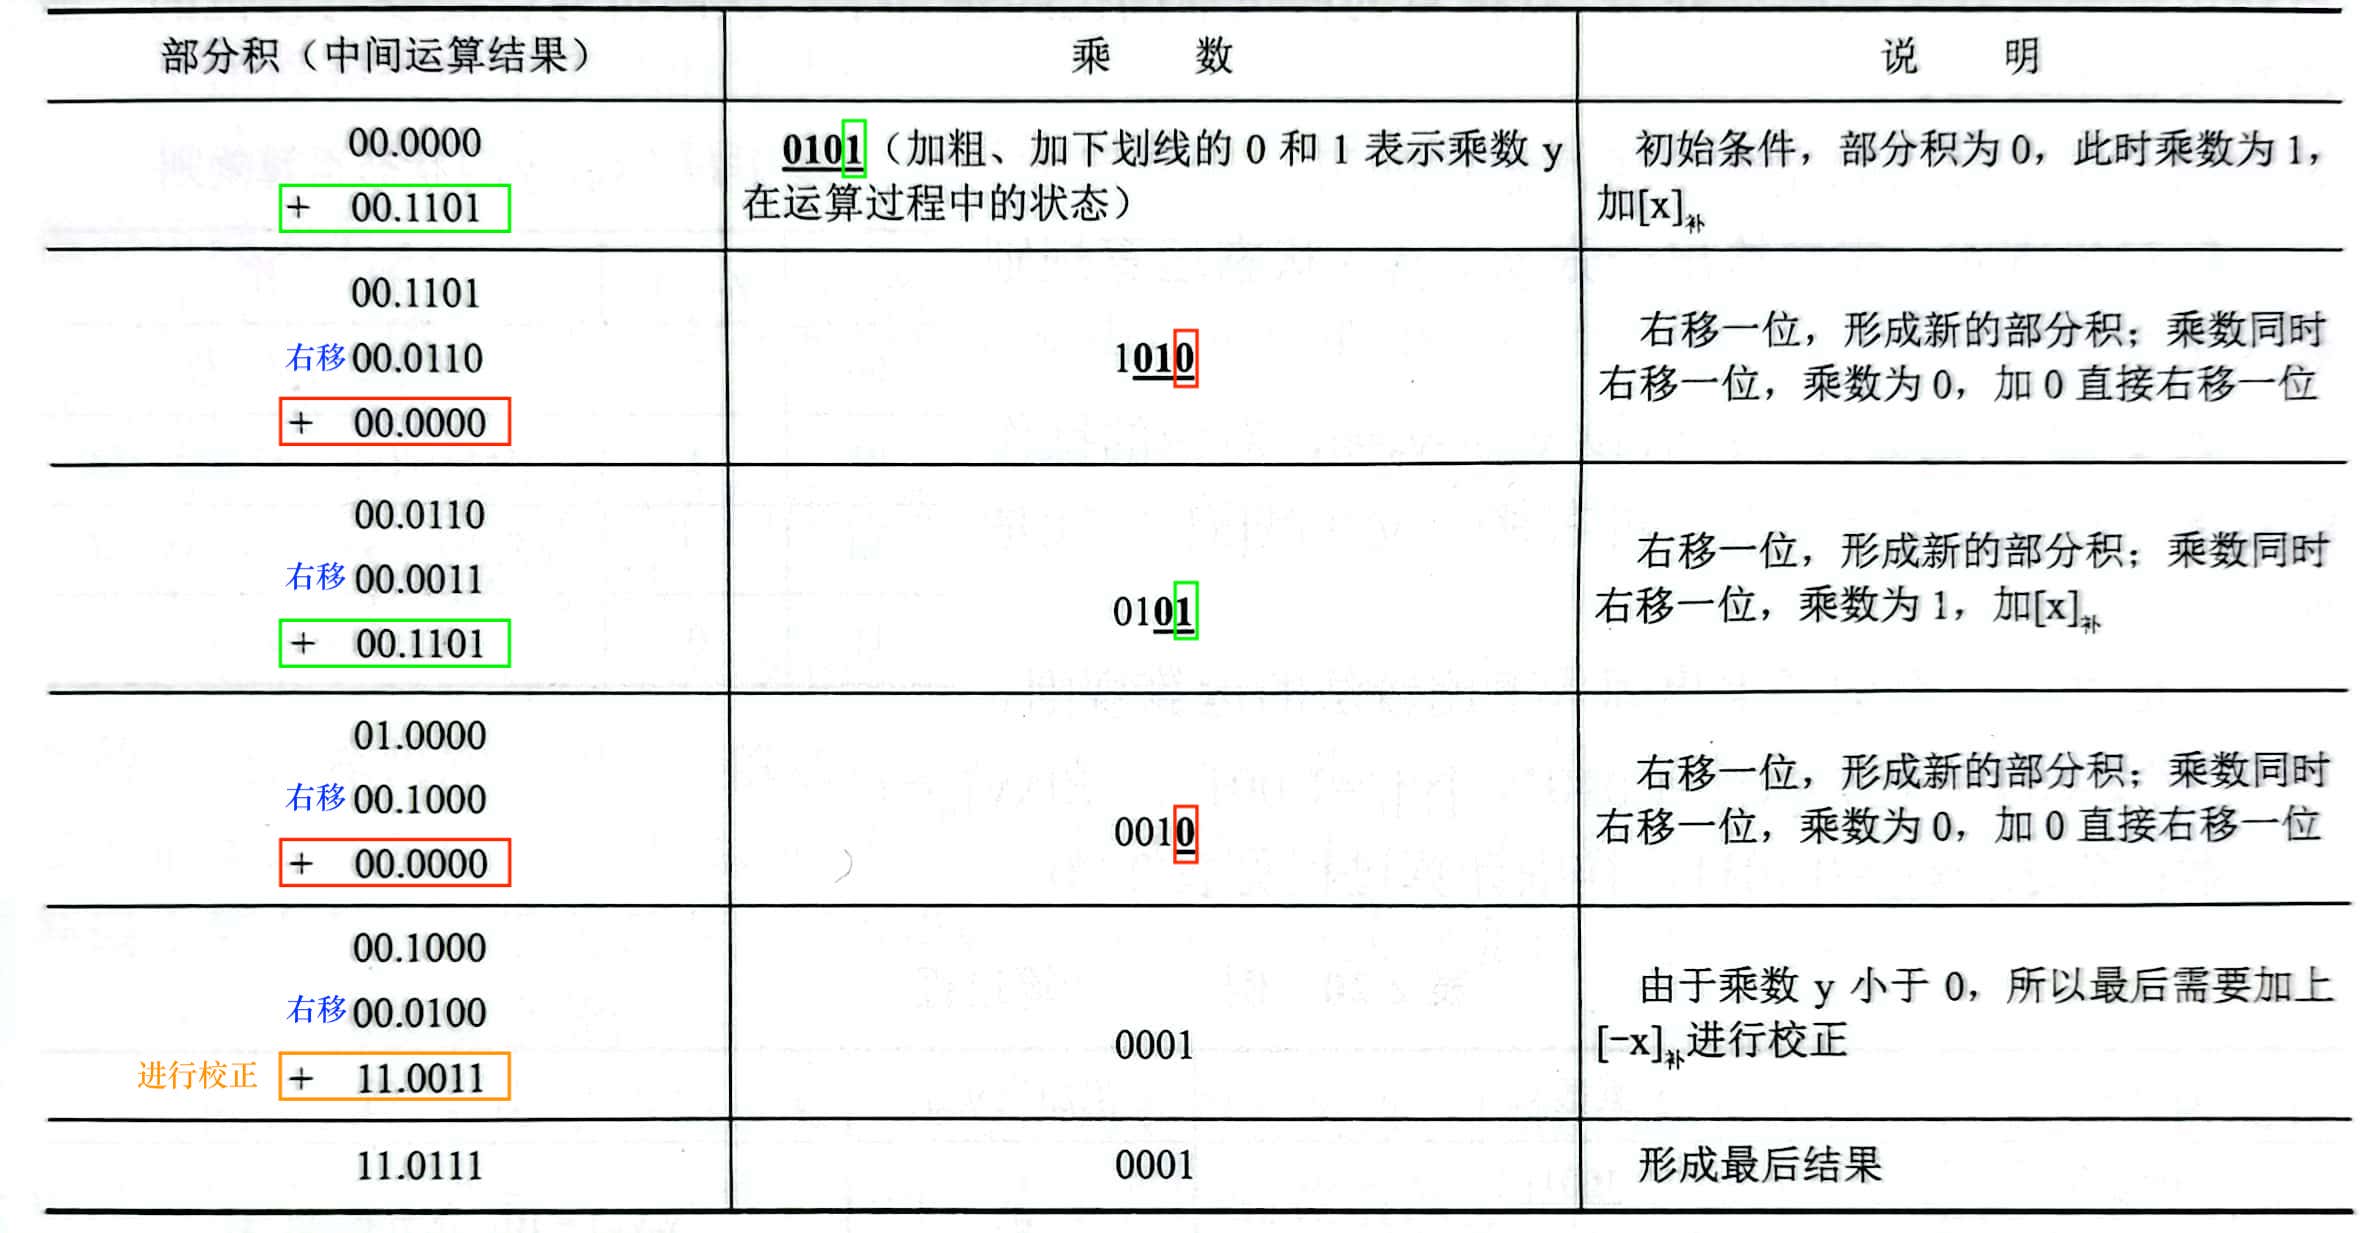 部分积（中间运算结果）
乘 数
说 明
00.0000
+ 00.1101
0101（加粗、加下划线的 0 和 1 表示乘数 y
在运算过程中的状态）
初始条件，部分积为 0，此时乘数为 1，
加[x]补
00.1101
右移 00.0110
+ 00.0000
1010
右移一位，形成新的部分积；乘数同时
右移一位，乘数为 0，加 0 直接右移一位
00.0110
右移 00.0011
+ 00.1101
0101
右移一位，形成新的部分积；乘数同时
右移一位，乘数为 1，加[x]补
01.0000
右移 00.1000
+ 00.0000
0010
右移一位，形成新的部分积；乘数同时
右移一位，乘数为 0，加 0 直接右移一位
00.1000
右移 00.0100
进行校正 + 11.0011
0001
由于乘数 y 小于 0，所以最后需要加上
[-x]补进行校正
11.0111
0001
形成最后结果